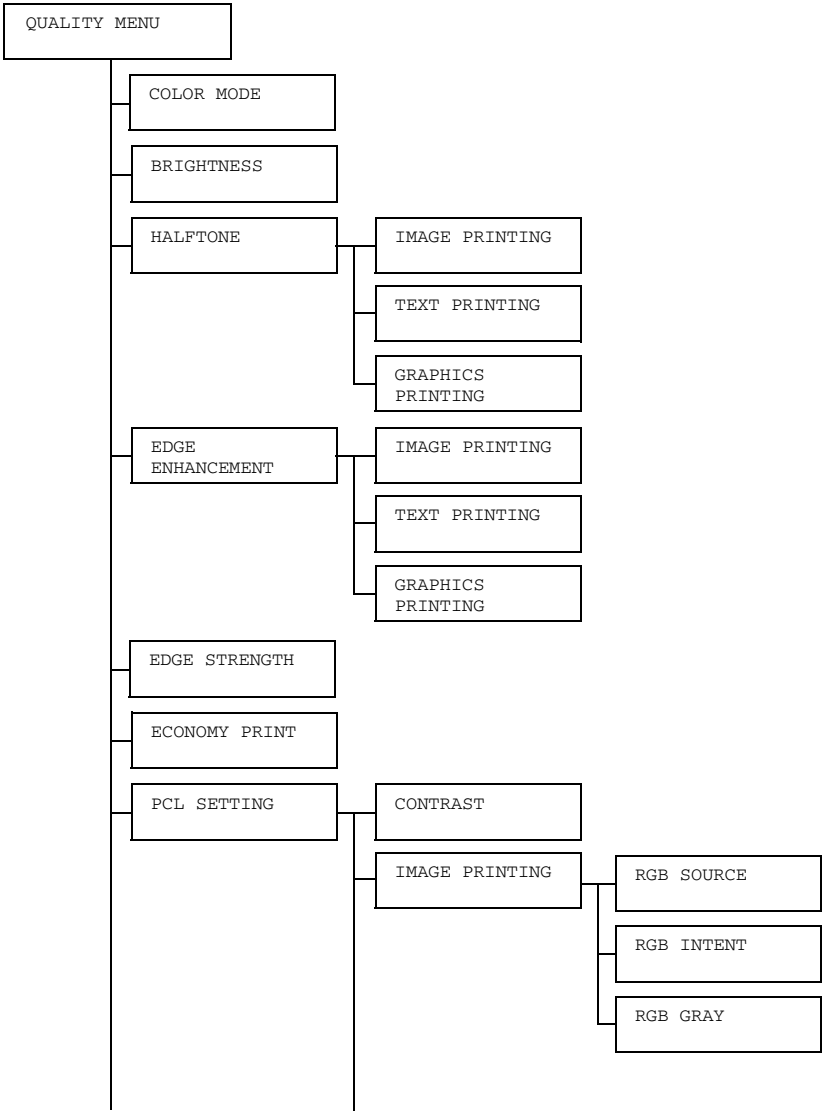 QUALITY MENU
COLOR MODE
BRIGHTNESS
HALFTONE
IMAGE PRINTING
TEXT PRINTING
GRAPHICS
PRINTING
EDGE
ENHANCEMENT
IMAGE PRINTING
TEXT PRINTING
GRAPHICS
PRINTING
EDGE STRENGTH
ECONOMY PRINT
PCL SETTING
CONTRAST
IMAGE PRINTING
RGB SOURCE
RGB INTENT
RGB GRAY